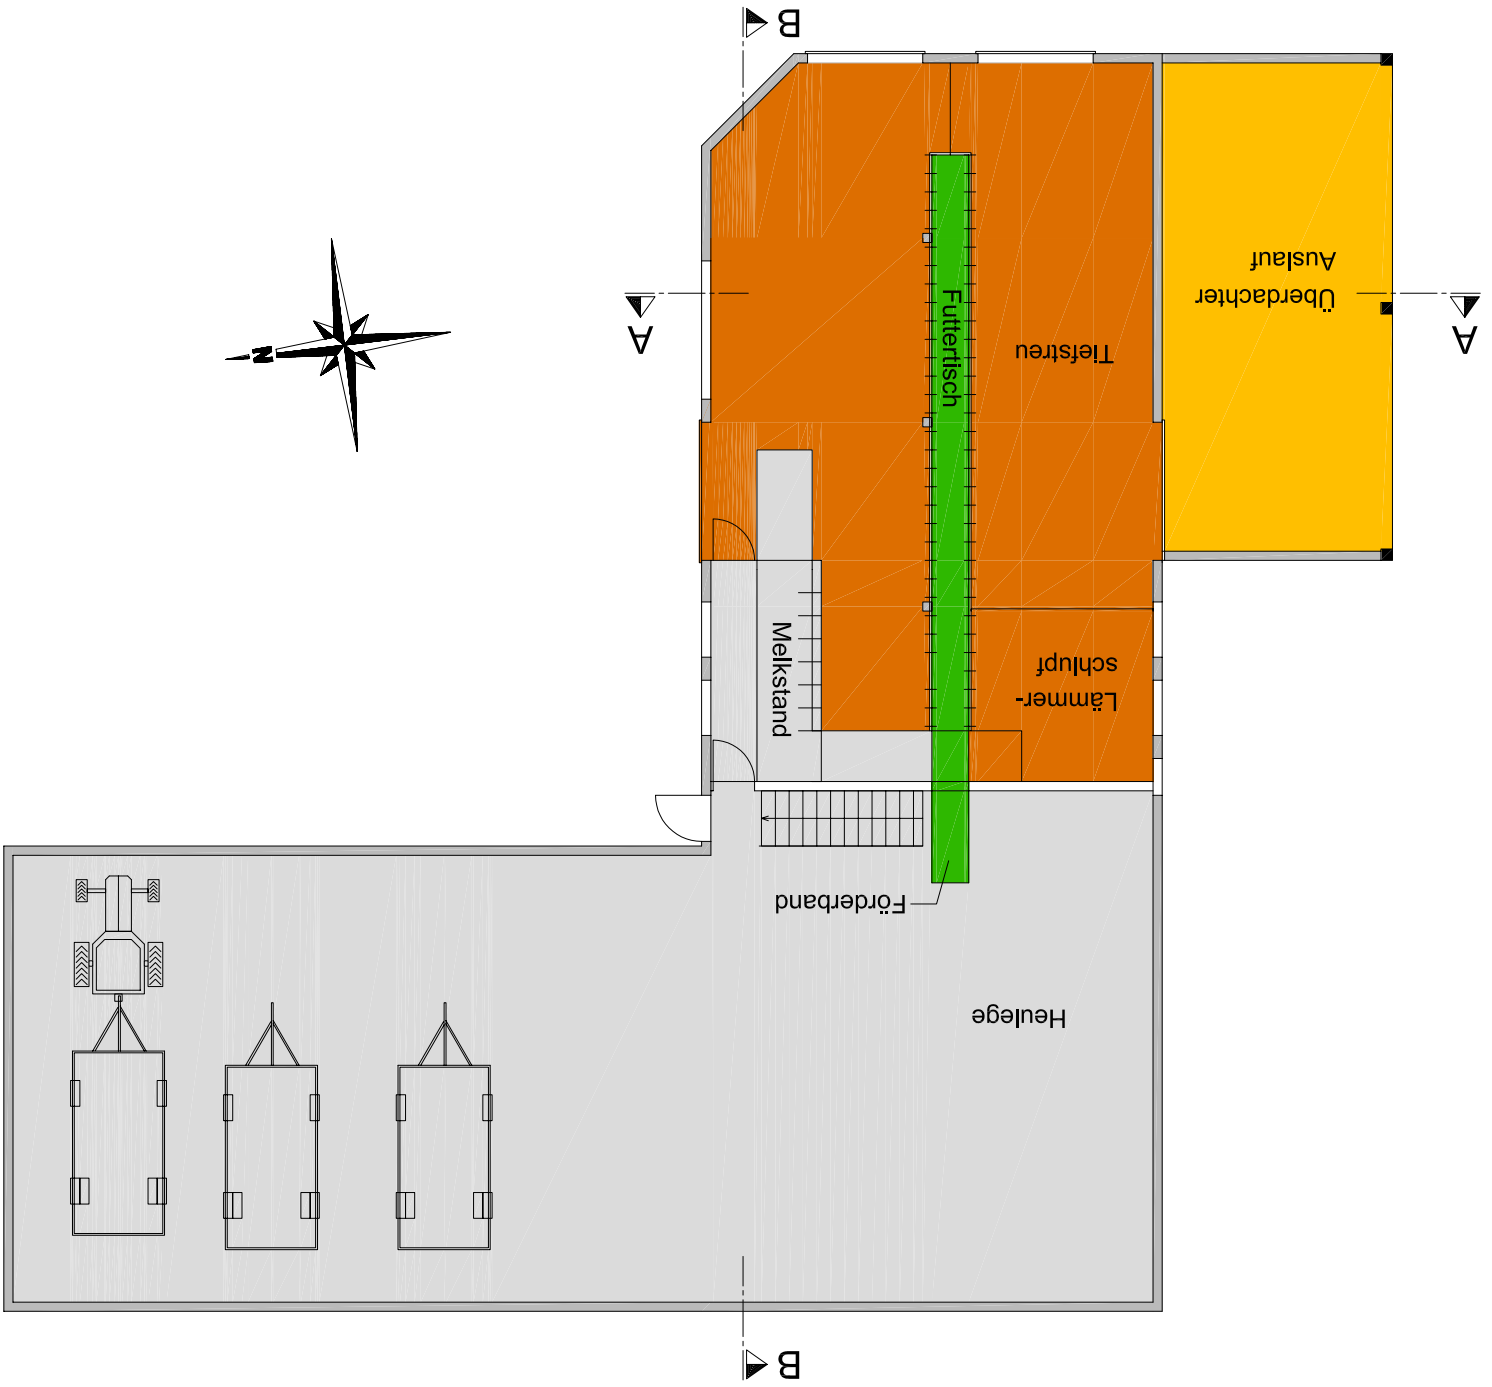 B
Überdachter
Auslauf
A
A
Futtertisch
Tiefstreu
N
Lämmer-
schlupf
Melkstand
Förderband
Heulege
B